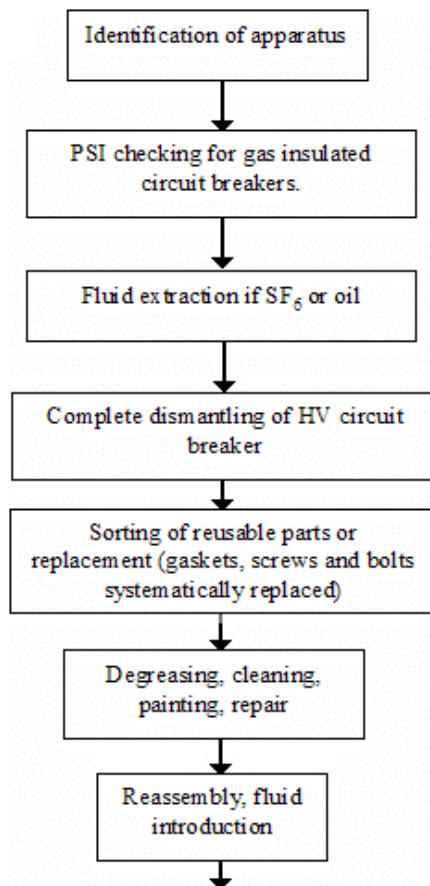 Identification of apparatus
PSI checking for gas insulated
circuit breakers.
Fluid extraction if SF₆ or oil
Complete dismantling of HV circuit
breaker
Sorting of reusable parts or
replacement (gaskets, screws and bolts
systematically replaced)
Degreasing, cleaning,
painting, repair
Reassembly, fluid
introduction